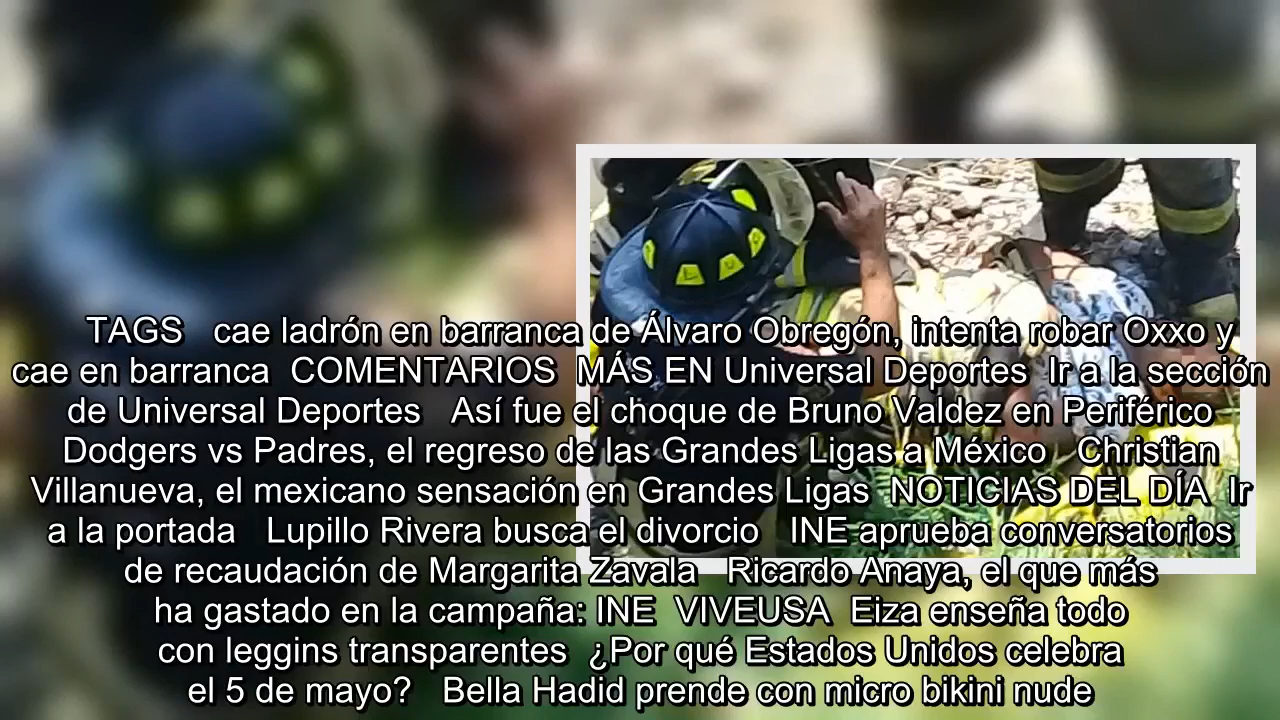 TAGS cae ladrón en barranca de Álvaro Obregón, intenta robar Oxxo y
cae en barranca COMENTARIOS MÁS EN Universal Deportes Ir a la sección
de Universal Deportes Así fue el choque de Bruno Valdez en Periférico
Dodgers vs Padres, el regreso de las Grandes Ligas a México Christian
Villanueva, el mexicano sensación en Grandes Ligas NOTICIAS DEL DÍA Ir
a la portada Lupillo Rivera busca el divorcio INE aprueba conversatorios
de recaudación de Margarita Zavala Ricardo Anaya, el que más
ha gastado en la campaña: INE VIVEUSA Eiza enseña todo
con leggins transparentes ¿Por qué Estados Unidos celebra
el 5 de mayo? Bella Hadid prende con micro bikini nude